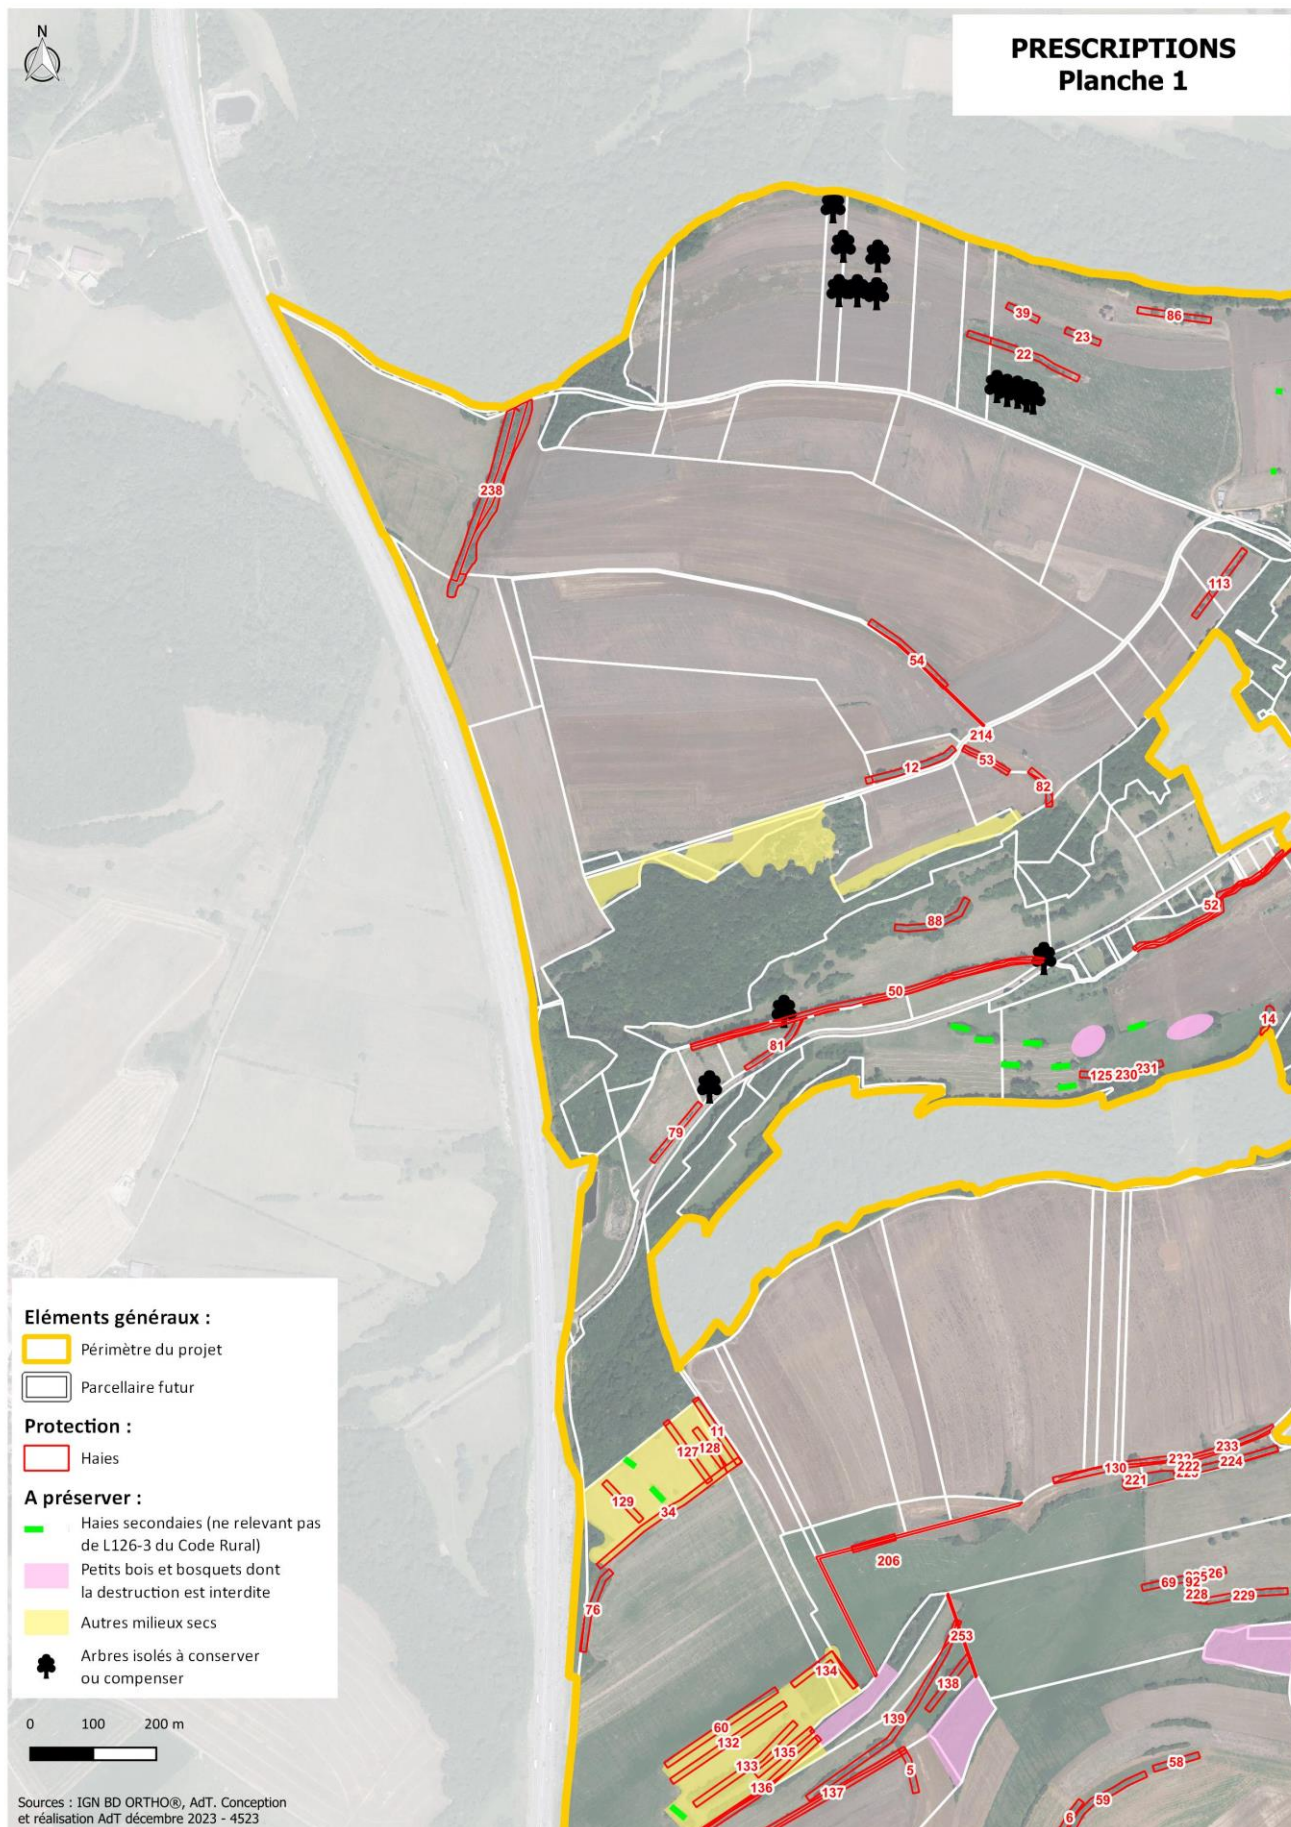 N
PRESCRIPTIONS
Planche 1
39
23
86
22
238
113
54
214
12
53
82
52
88
50
14
81
125 230 231
79
11
127 128
129
34
76
130
233
222
224
221
206
69 92 26
228
229
253
134
138
60
132
139
135
133
136
137
5
58
59
6
Eléments généraux :
Périmètre du projet
Parcellaire futur
Protection :
Haies
A préserver :
Haies secondaies (ne relevant pas
de L126-3 du Code Rural)
Petits bois et bosquets dont
la destruction est interdite
Autres milieux secs
Arbres isolés à conserver
ou compenser
0 100 200 m
Sources : IGN BD ORTHO®, AdT. Conception
et réalisation AdT décembre 2023 - 4523